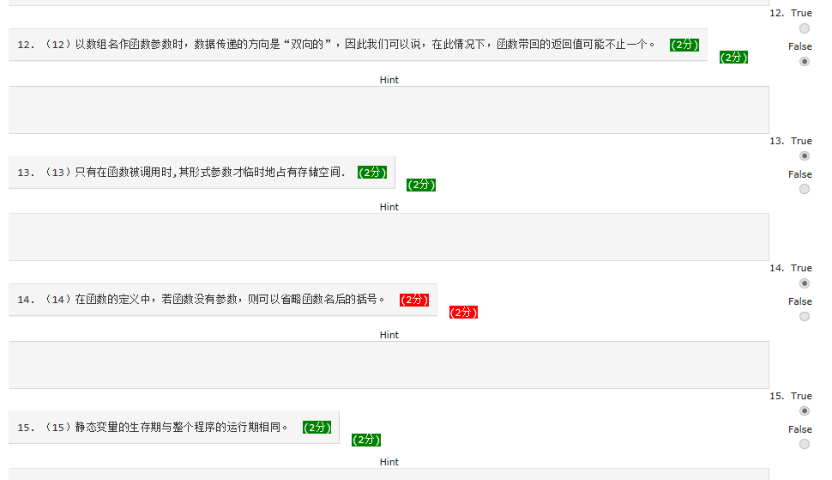 12. True
12. （12）以数组名作函数参数时，数据传递的方向是“双向的”，因此我们可以说，在此情况下，函数带回的返回值可能不止一个。 (2分)
False
(2分)
Hint
13. True
13. （13）只有在函数被调用时,其形式参数才临时地占有存储空间. (2分)
False
(2分)
Hint
14. True
14. （14）在函数的定义中，若函数没有参数，则可以省略函数名后的括号。 (2分)
False
(2分)
Hint
15. True
15. （15）静态变量的生存期与整个程序的运行期相同。 (2分)
False
(2分)
Hint